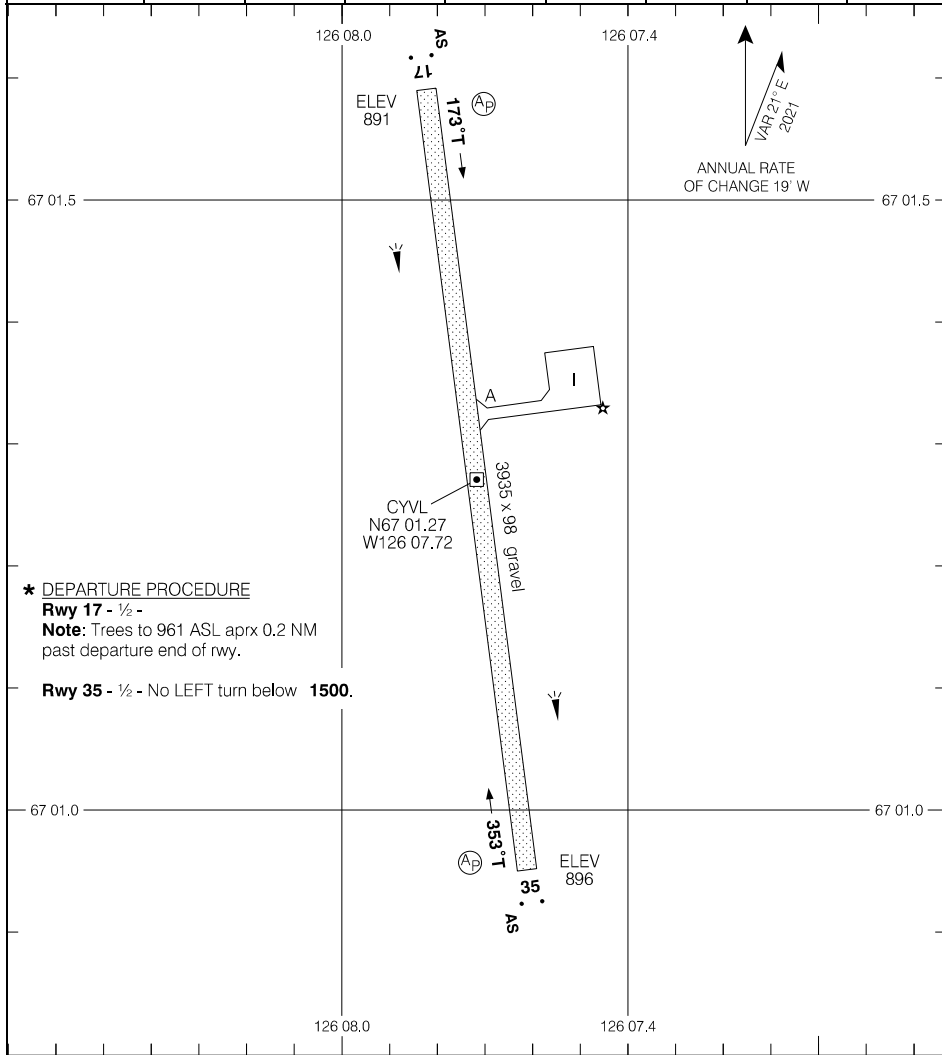 126 08.0
126 07.4
AS
17
ELEV
891
173°T
AP
VAR 21° E
2021
ANNUAL RATE
OF CHANGE 19' W
67 01.5
67 01.5
A
I
3935 x 98 gravel
CYVL
N67 01.27
W126 07.72
* DEPARTURE PROCEDURE
Rwy 17 - ½ -
Note: Trees to 961 ASL aprx 0.2 NM
past departure end of rwy.
Rwy 35 - ½ - No LEFT turn below 1500.
67 01.0
67 01.0
353°T
AP
ELEV
896
35
AS
126 08.0
126 07.4